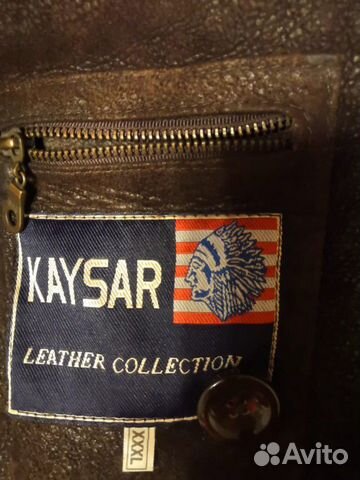 KAYSAR
LEATHER COLLECTION
XXXL
Avito